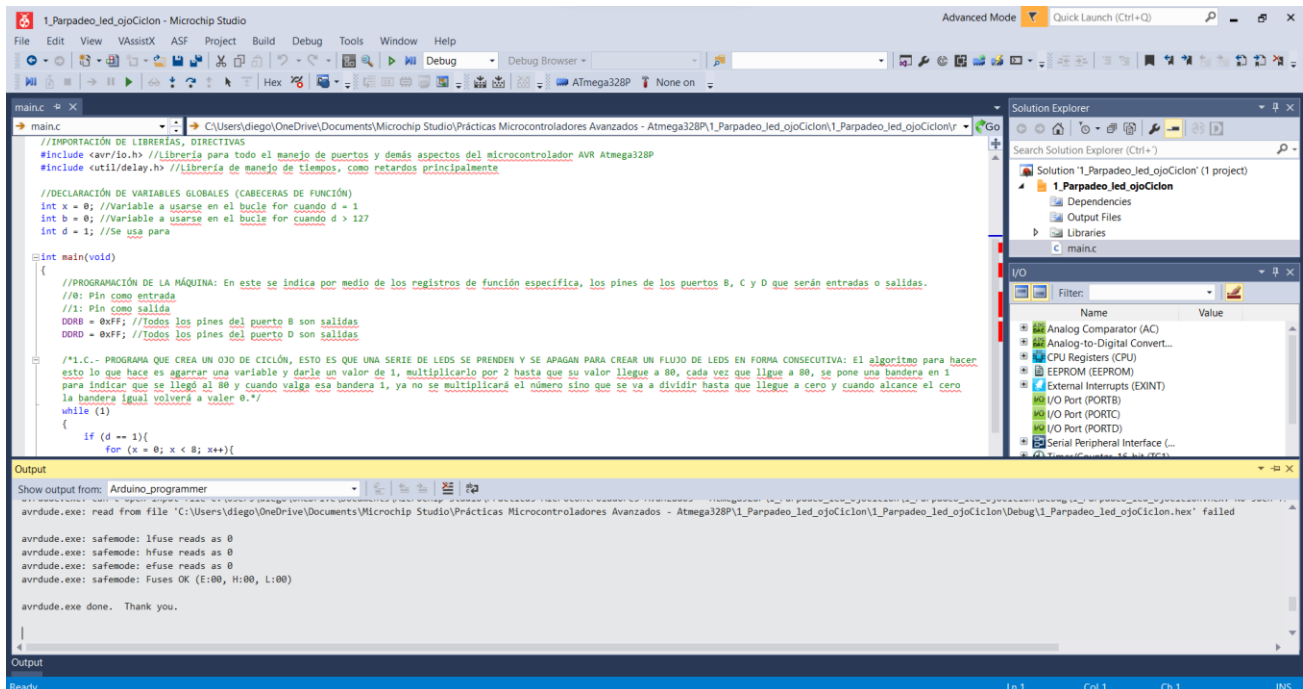 1_Parpadeo_led_ojoCiclon - Microchip Studio
Advanced Mode
Quick Launch (Ctrl+Q)
File Edit View VAssistX ASF Project Build Debug Tools Window Help
Debug
Debug Browser
Hex
ATmega328P
None on
main.c
main.c
C:\Users\diego\OneDrive\Documents\Microchip Studio\Prácticas Microcontroladores Avanzados - Atmega328P\1_Parpadeo_led_ojoCiclon\1_Parpadeo_led_ojoCiclon\r
Go
//IMPORTACIÓN DE LIBRERÍAS, DIRECTIVAS
#include <avr/io.h> //Librería para todo el manejo de puertos y demás aspectos del microcontrolador AVR Atmega328P
#include <util/delay.h> //Librería de manejo de tiempos, como retardos principalmente
//DECLARACIÓN DE VARIABLES GLOBALES (CABECERAS DE FUNCIÓN)
int x = 0; //Variable a usarse en el bucle for cuando d = 1
int b = 0; //Variable a usarse en el bucle for cuando d > 127
int d = 1; //Se usa para
int main(void)
{
//PROGRAMACIÓN DE LA MÁQUINA: En este se indica por medio de los registros de función específica, los pines de los puertos B, C y D que serán entradas o salidas.
//0: Pin como entrada
//1: Pin como salida
DDRB = 0xFF; //Todos los pines del puerto B son salidas
DDRD = 0xFF; //Todos los pines del puerto D son salidas
/*1.C.- PROGRAMA QUE CREA UN OJO DE CICLÓN, ESTO ES QUE UNA SERIE DE LEDS SE PRENDEN Y SE APAGAN PARA CREAR UN FLUJO DE LEDS EN FORMA CONSECUTIVA: El algoritmo para hacer
esto lo que hace es agarrar una variable y darle un valor de 1, multiplicarlo por 2 hasta que su valor llegue a 80, cada vez que llgue a 80, se pone una bandera en 1
para indicar que se llegó al 80 y cuando valga esa bandera 1, ya no se multiplicará el número sino que se va a dividir hasta que llegue a cero y cuando alcance el cero
la bandera igual volverá a valer 0.*/
while (1)
{
if (d == 1){
for (x = 0; x < 8; x++){
Solution Explorer
Search Solution Explorer (Ctrl+´)
Solution '1_Parpadeo_led_ojoCiclon' (1 project)
1_Parpadeo_led_ojoCiclon
Dependencies
Output Files
Libraries
main.c
I/O
Filter:
Name Value
Analog Comparator (AC)
Analog-to-Digital Convert...
CPU Registers (CPU)
EEPROM (EEPROM)
External Interrupts (EXINT)
I/O Port (PORTB)
I/O Port (PORTC)
I/O Port (PORTD)
Serial Peripheral Interface (...
Timer/Counter, 16-bit (TC1)
Output
Show output from: Arduino_programmer
avrdude.exe: read from file 'C:\Users\diego\OneDrive\Documents\Microchip Studio\Prácticas Microcontroladores Avanzados - Atmega328P\1_Parpadeo_led_ojoCiclon\1_Parpadeo_led_ojoCiclon\Debug\1_Parpadeo_led_ojoCiclon.hex' failed
avrdude.exe: safemode: lfuse reads as 0
avrdude.exe: safemode: hfuse reads as 0
avrdude.exe: safemode: efuse reads as 0
avrdude.exe: safemode: Fuses OK (E:00, H:00, L:00)
avrdude.exe done. Thank you.
Output
Ready
Ln 1 Col 1 Ch 1 INS